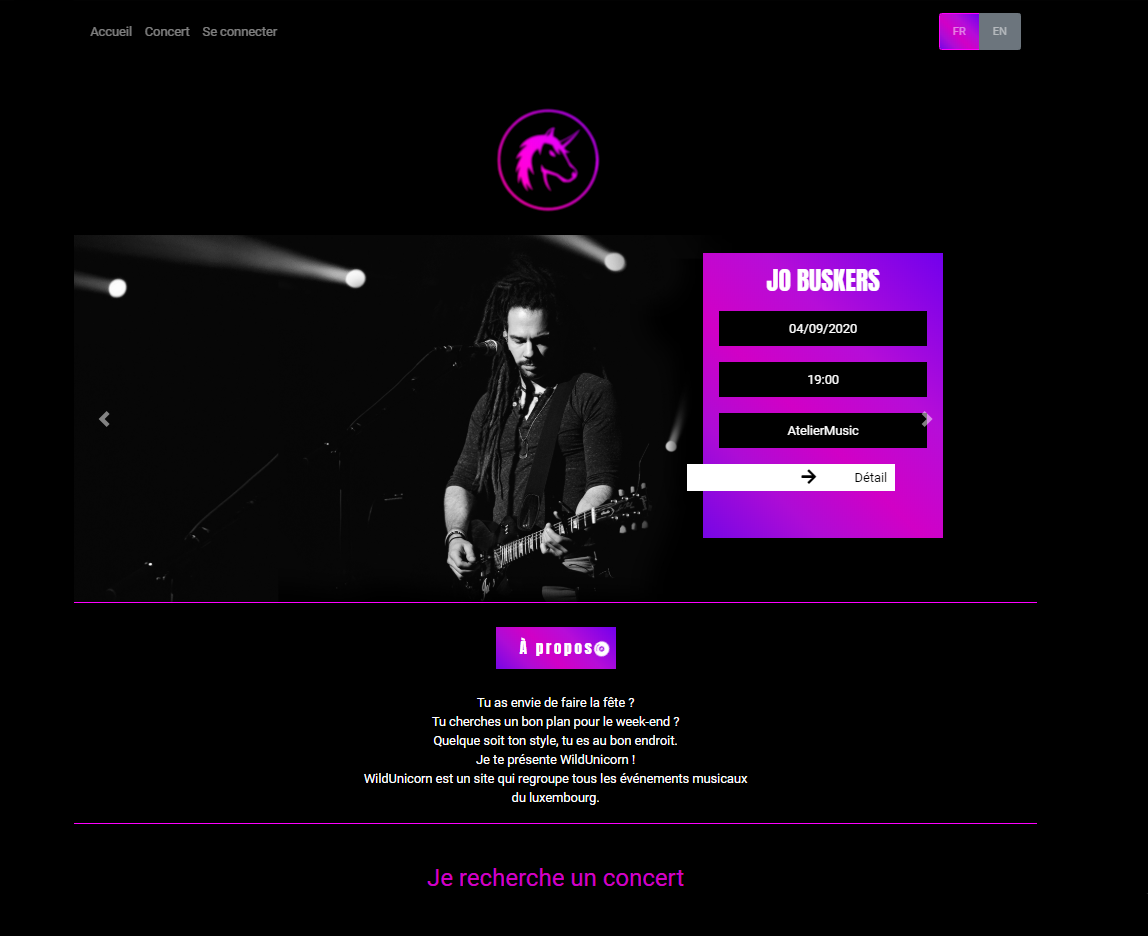 Accueil Concert Se connecter FR EN
JO BUSKERS
04/09/2020
19:00
AtelierMusic
Détail
À propos
Tu as envie de faire la fête ?
Tu cherches un bon plan pour le week-end ?
Quelque soit ton style, tu es au bon endroit.
Je te présente WildUnicorn !
WildUnicorn est un site qui regroupe tous les événements musicaux
du luxembourg.
Je recherche un concert